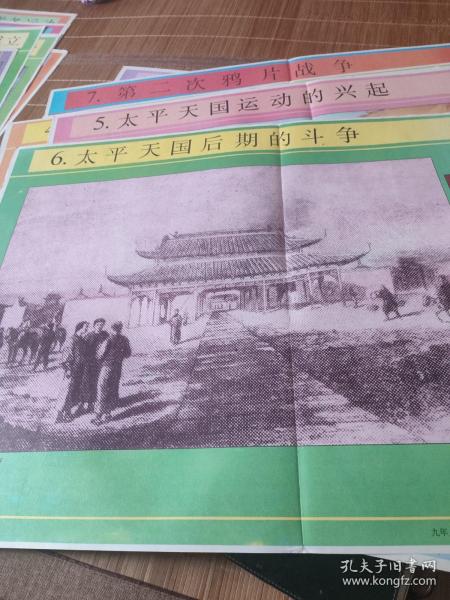 立
7. 第二次鸦片战争
5. 太平天国运动的兴起
4
6. 太平天国后期的斗争
九年
孔夫子旧书网
www.kongfz.com